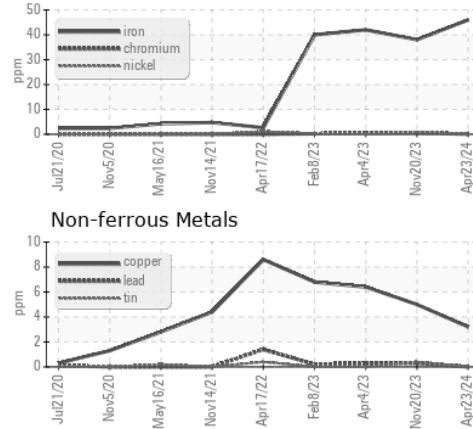 50
40
30
20
10
0
ppm
iron
chromium
nickel
Jul21/20
Nov5/20
May16/21
Nov14/21
Apr17/22
Feb8/23
Apr4/23
Nov20/23
Apr23/24
Non-ferrous Metals
10
8
6
4
2
0
ppm
copper
lead
tin
Jul21/20
Nov5/20
May16/21
Nov14/21
Apr17/22
Feb8/23
Apr4/23
Nov20/23
Apr23/24